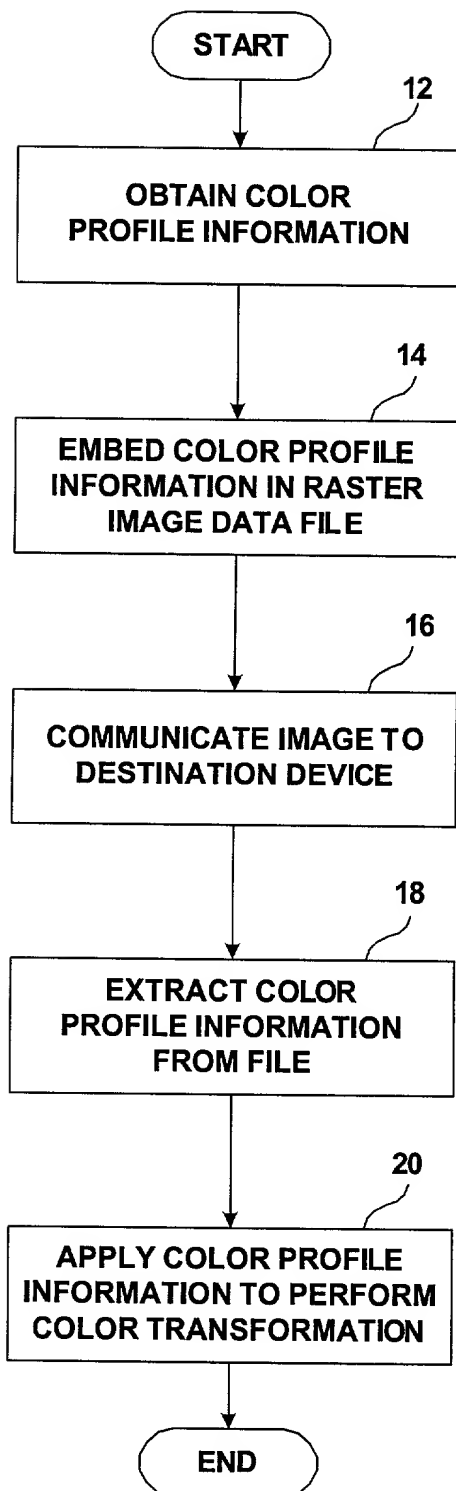 START
12
OBTAIN COLOR
PROFILE INFORMATION
14
EMBED COLOR PROFILE
INFORMATION IN RASTER
IMAGE DATA FILE
16
COMMUNICATE IMAGE TO
DESTINATION DEVICE
18
EXTRACT COLOR
PROFILE INFORMATION
FROM FILE
20
APPLY COLOR PROFILE
INFORMATION TO PERFORM
COLOR TRANSFORMATION
END